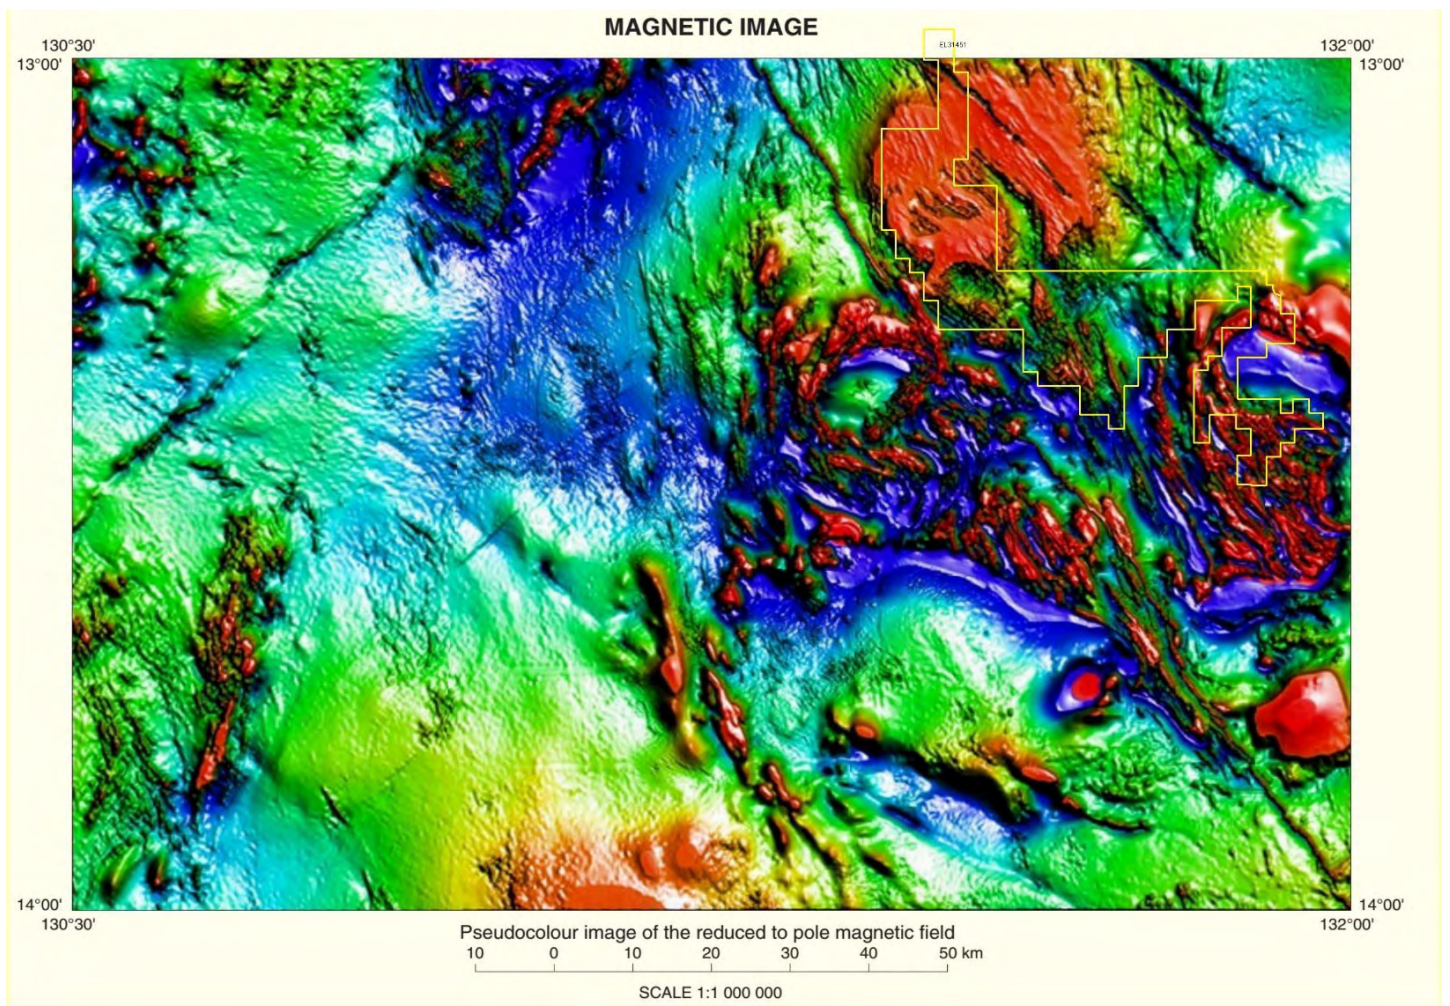 MAGNETIC IMAGE
130°30'
132°00'
13°00'
13°00'
EL31451
14°00'
14°00'
130°30'
132°00'
Pseudocolour image of the reduced to pole magnetic field
10 0 10 20 30 40 50 km
SCALE 1:1 000 000